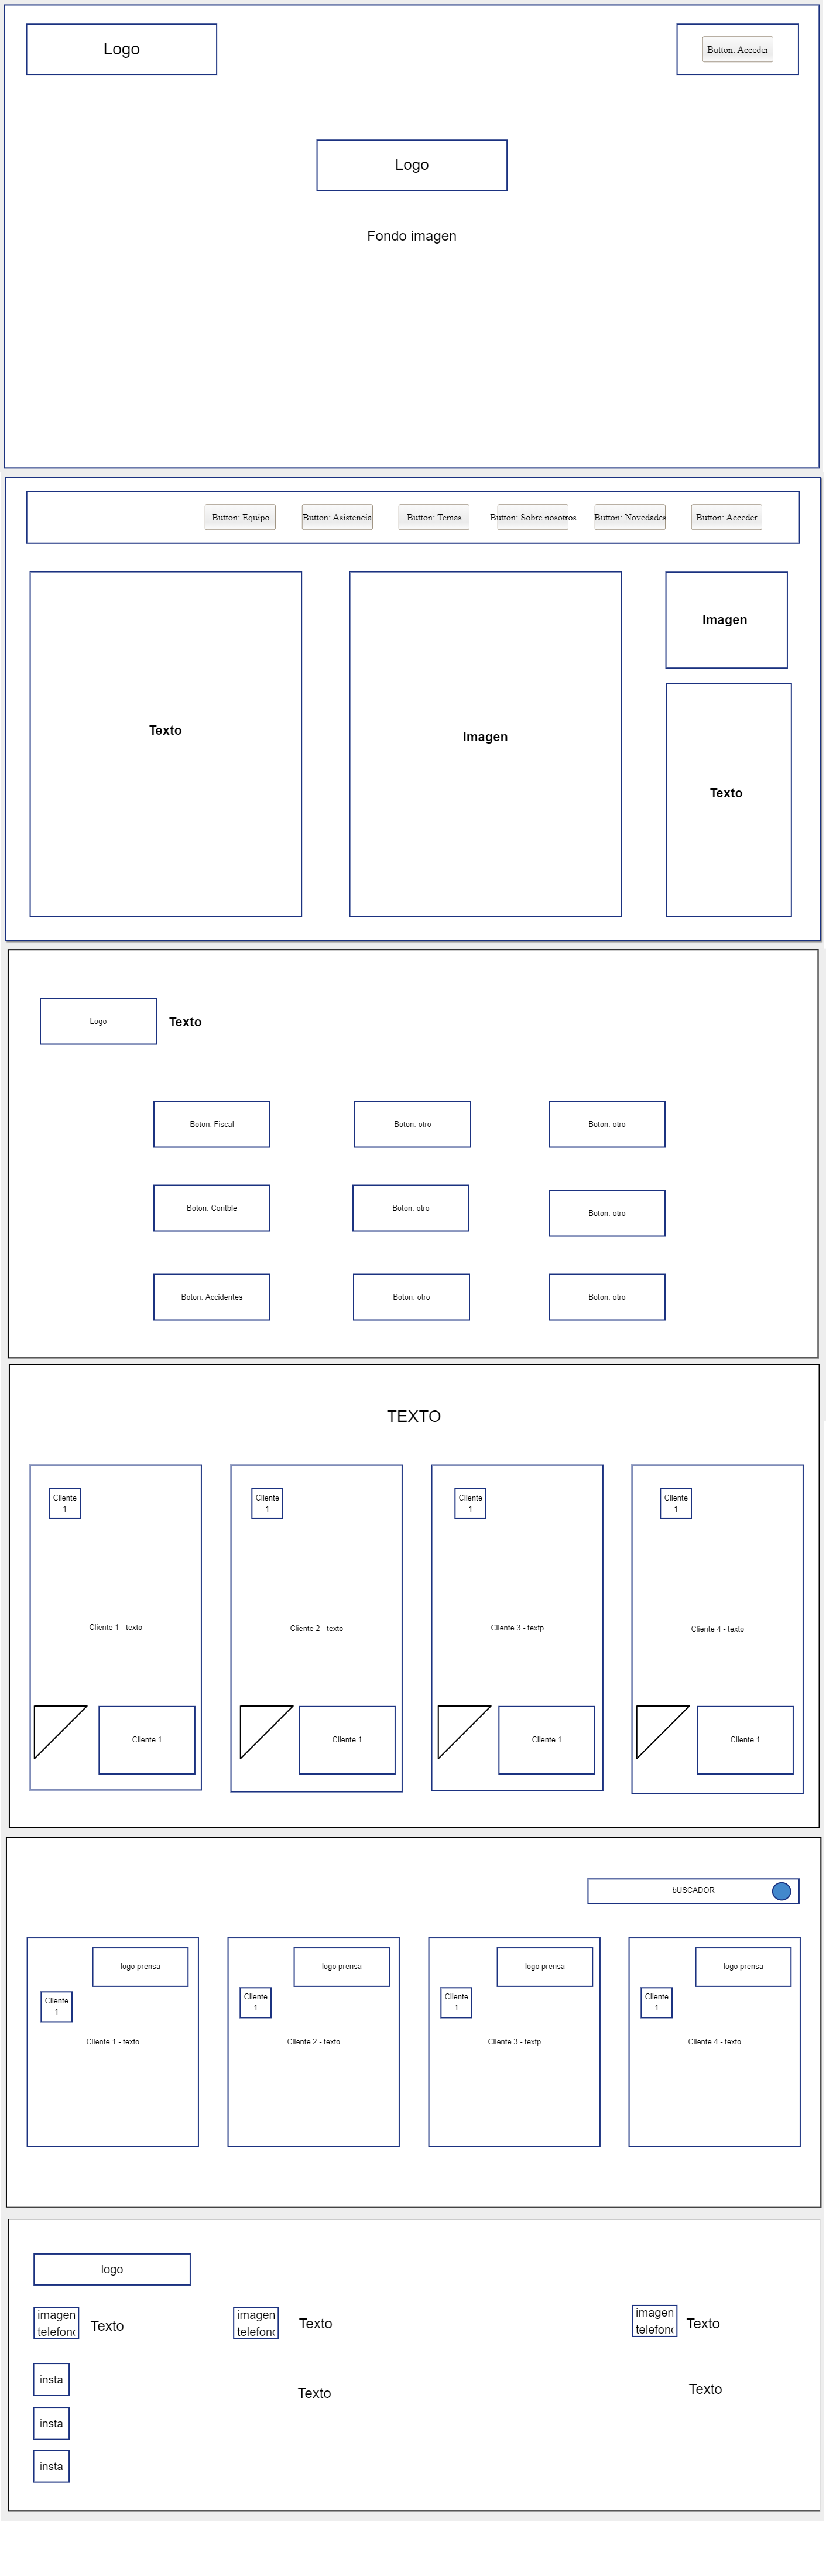 Logo
Button: Acceder
Logo
Fondo imagen
Button: Equipo
Button: Asistencia
Button: Temas
Button: Sobre nosotros
Button: Novedades
Button: Acceder
Texto
Imagen
Imagen
Texto
Logo
Texto
Boton: Fiscal
Boton: otro
Boton: otro
Boton: Contble
Boton: otro
Boton: otro
Boton: Accidentes
Boton: otro
Boton: otro
TEXTO
Cliente
1
Cliente
1
Cliente
1
Cliente
1
Cliente 1 - texto
Cliente 2 - texto
Cliente 3 - textp
Cliente 4 - texto
Cliente 1
Cliente 1
Cliente 1
Cliente 1
bUSCADOR
logo prensa
logo prensa
logo prensa
logo prensa
Cliente
1
Cliente
1
Cliente
1
Cliente
1
Cliente 1 - texto
Cliente 2 - texto
Cliente 3 - textp
Cliente 4 - texto
logo
imagen
telefono
Texto
imagen
telefono
Texto
imagen
telefono
Texto
insta
Texto
Texto
insta
insta